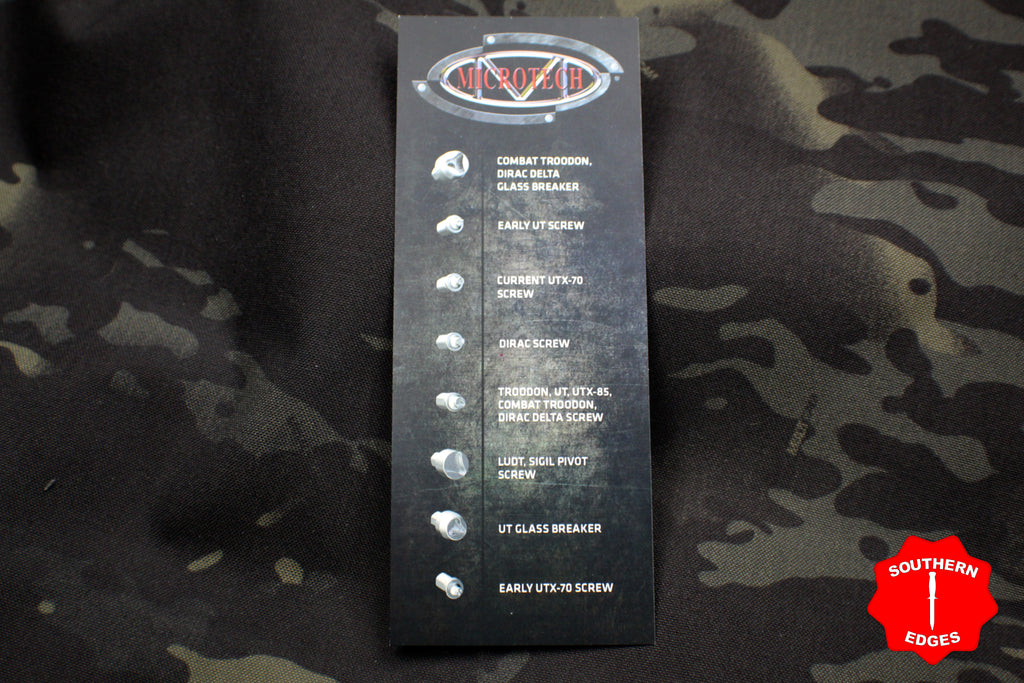 MICROTECH
COMBAT TROODON,
DIRAC DELTA
GLASS BREAKER
EARLY UT SCREW
CURRENT UTX-70
SCREW
DIRAC SCREW
TROODON, UT, UTX-85,
COMBAT TROODON,
DIRAC DELTA SCREW
LUDT, SIGIL PIVOT
SCREW
UT GLASS BREAKER
EARLY UTX-70 SCREW
SOUTHERN
EDGES